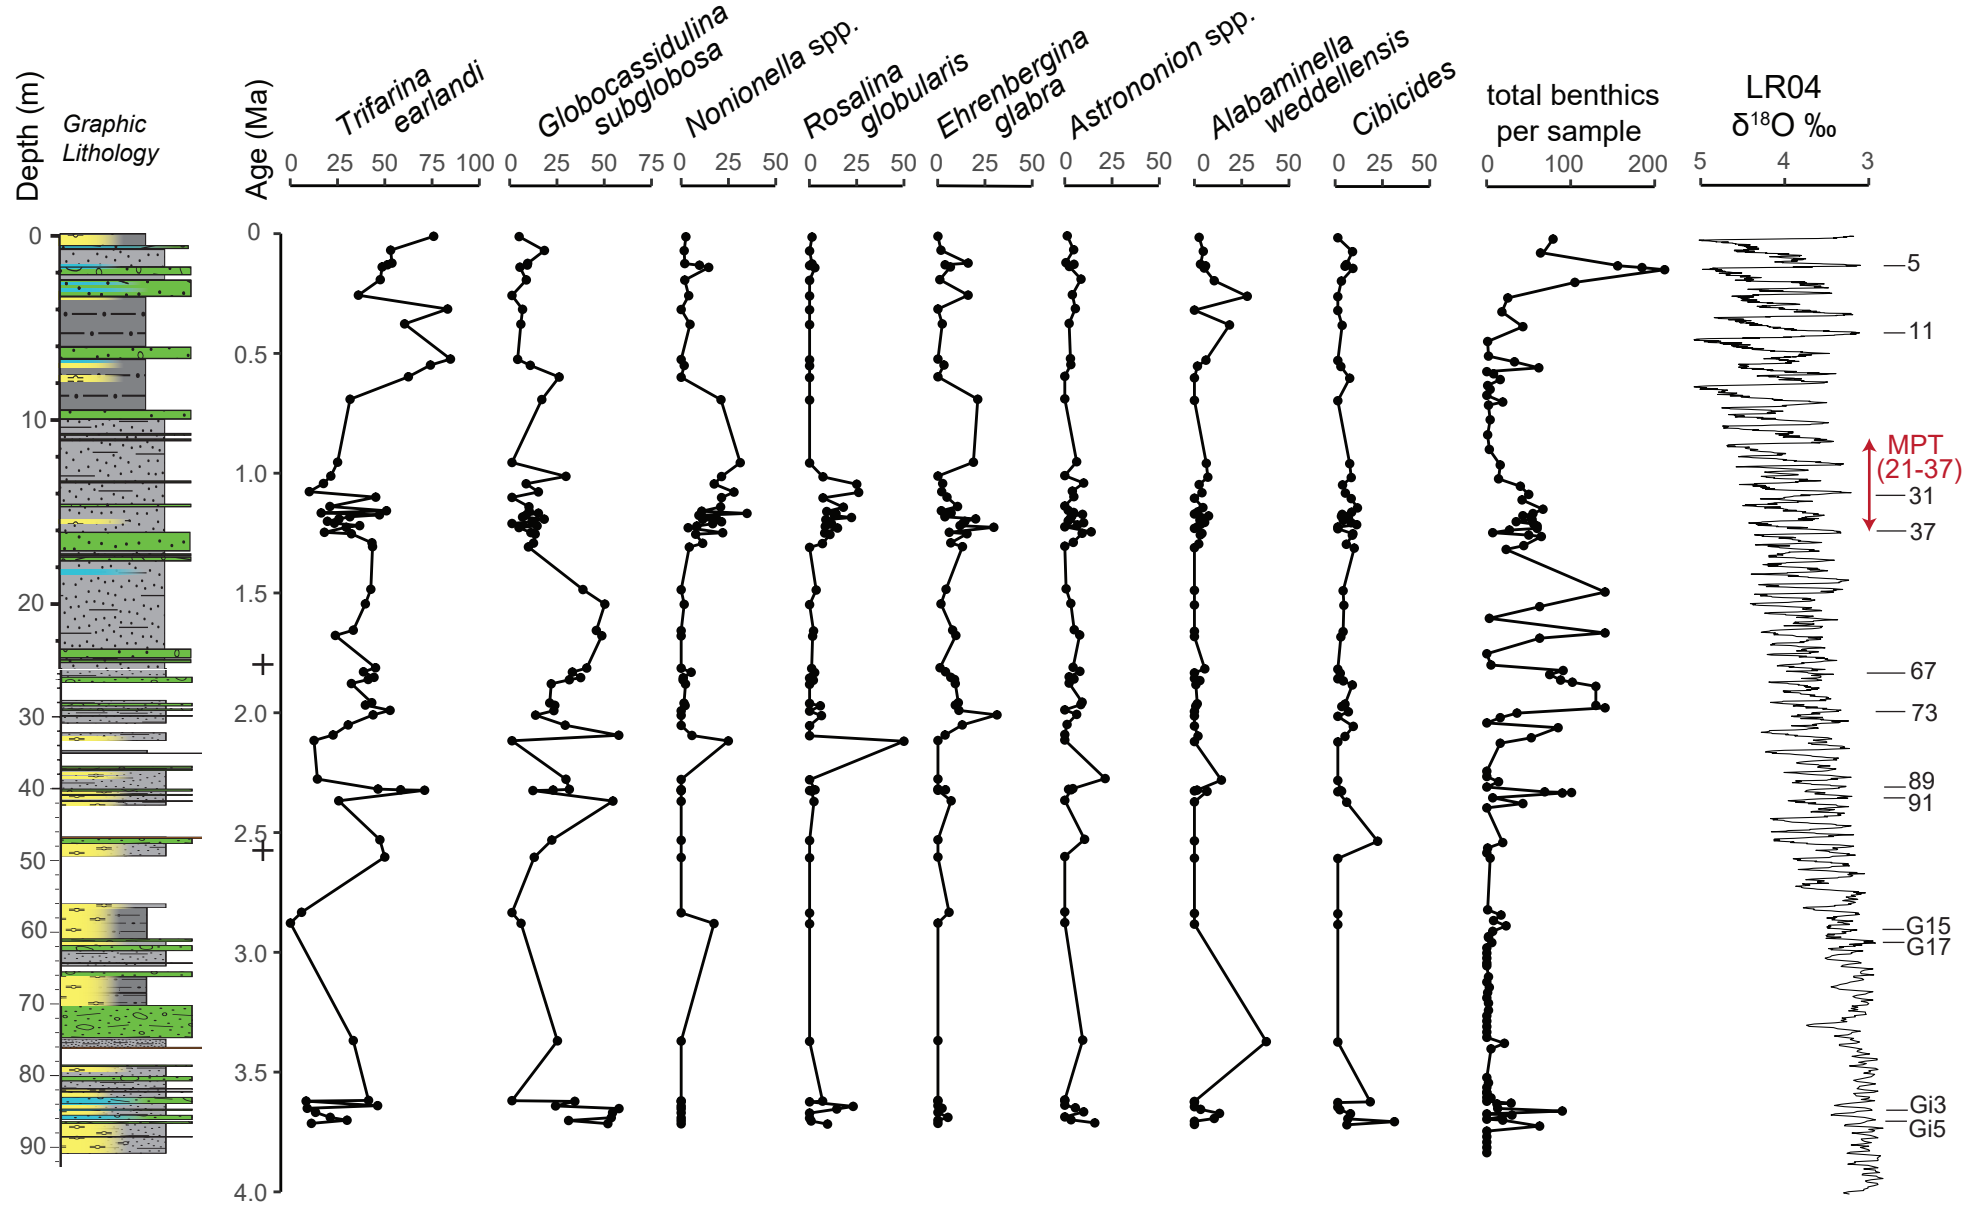 Depth (m)
Graphic
Lithology
Age (Ma)
Trifarina
earlandi
Globocassidulina
subglobosa
Nonionella spp.
Rosalina
globularis
Ehrenbergina
glabra
Astrononion spp.
Alabaminella
weddellensis
Cibicides
total benthics
per sample
LR04
δ¹⁸O ‰
0 25 50 75 100
0 25 50 75
0 25 50
0 25 50
0 25 50
0 25 50
0 25 50
0 25 50
0 100 200
5 4 3
0
10
20
30
40
50
60
70
80
90
0
0.5
1.0
1.5
+
2.0
2.5
+
3.0
3.5
4.0
5
11
MPT
(21-37)
31
37
67
73
89
91
G15
G17
Gi3
Gi5